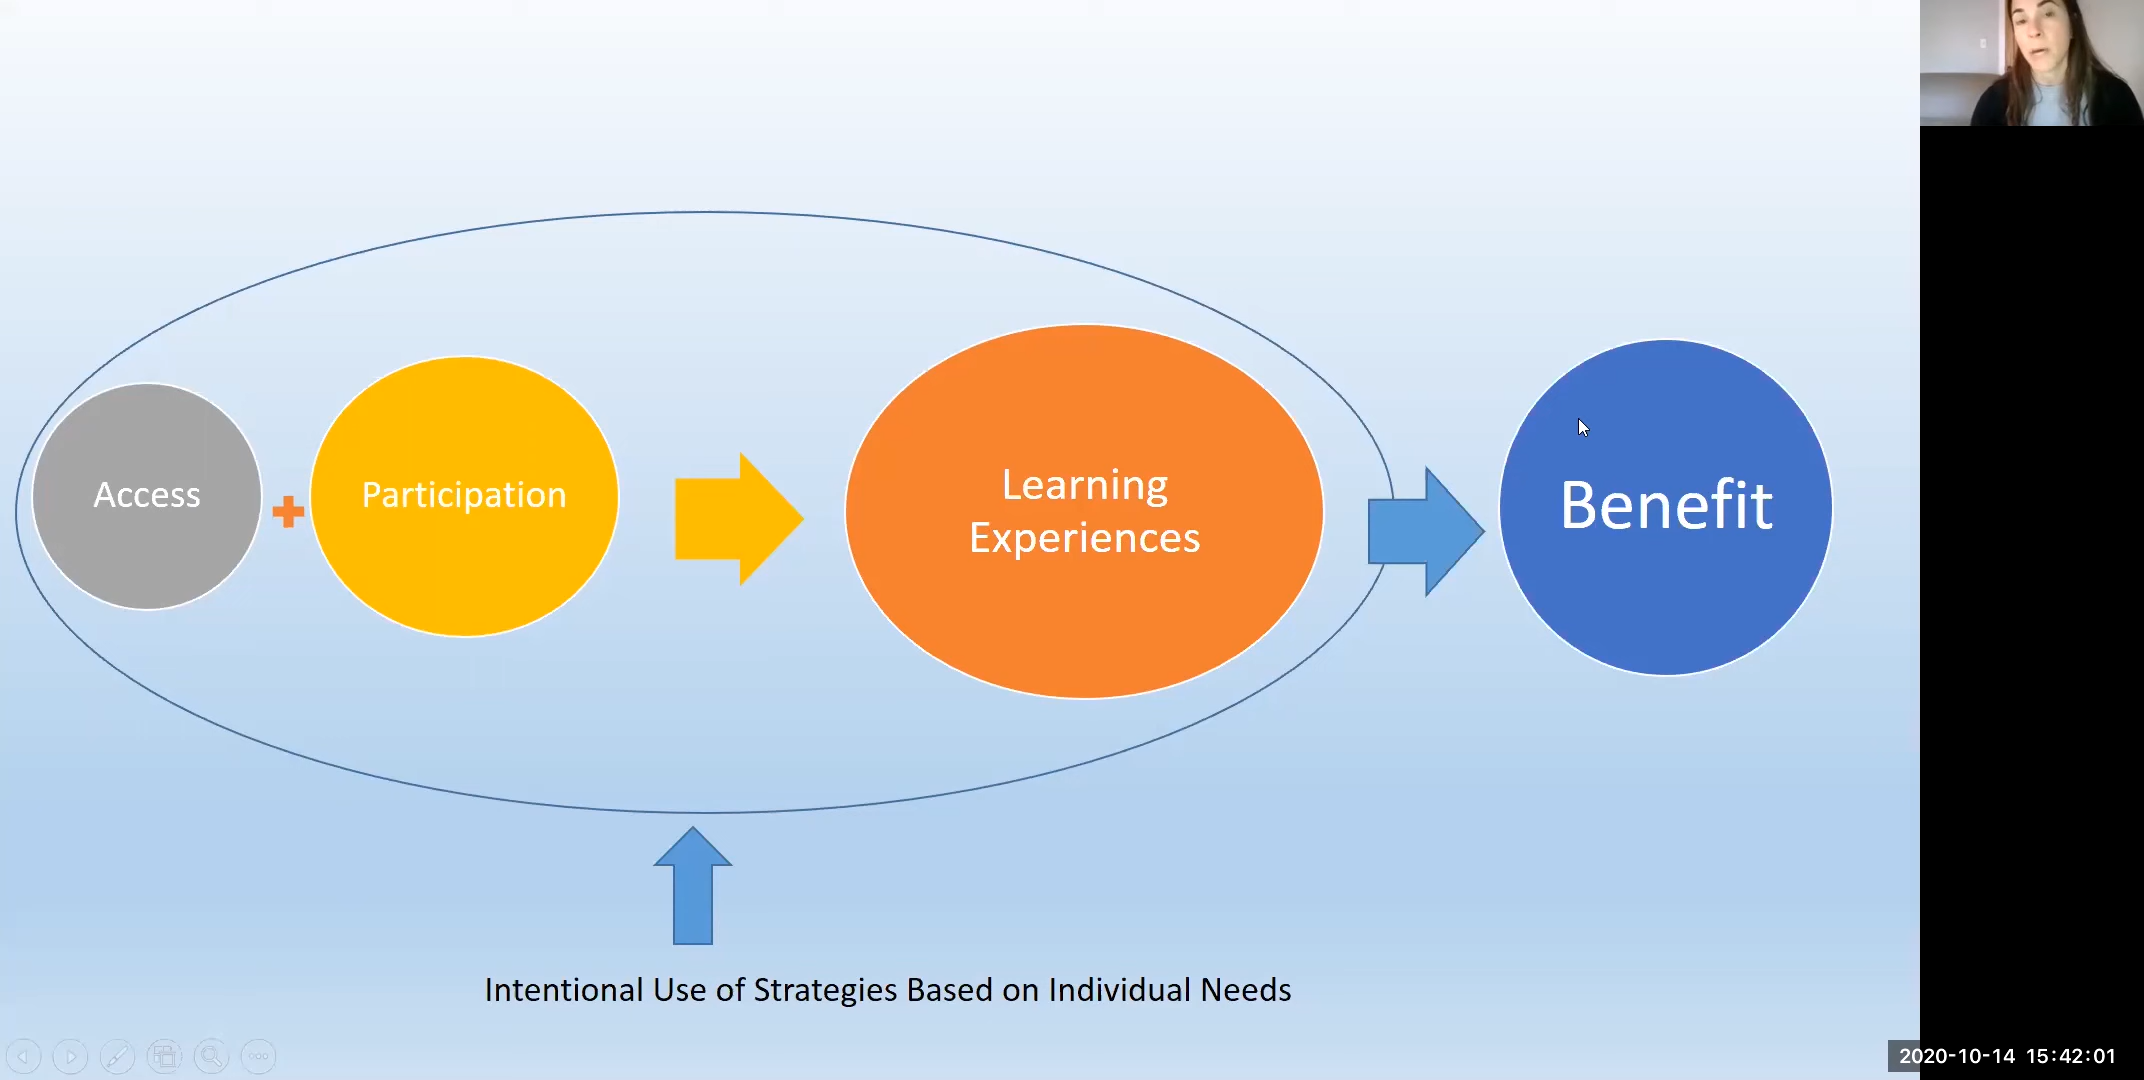 Access
Participation
Learning
Experiences
Benefit
Intentional Use of Strategies Based on Individual Needs
2020-10-14 15:42:01